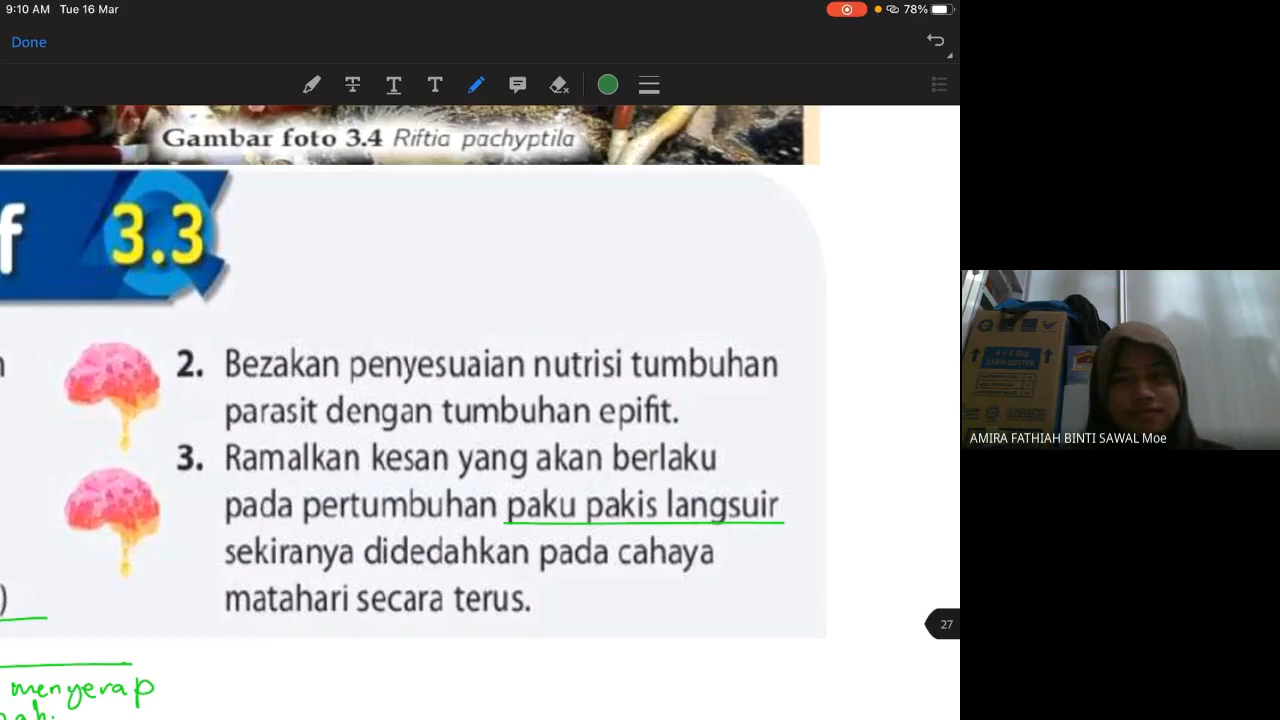 9:10 AM Tue 16 Mar
78%
Done
T T T
Gambar foto 3.4 Riftia pachyptila
f 3.3
2. Bezakan penyesuaian nutrisi tumbuhan
parasit dengan tumbuhan epifit.
3. Ramalkan kesan yang akan berlaku
pada pertumbuhan paku pakis langsuir
sekiranya didedahkan pada cahaya
matahari secara terus.
)
27
menyerap
AMIRA FATHIAH BINTI SAWAL Moe